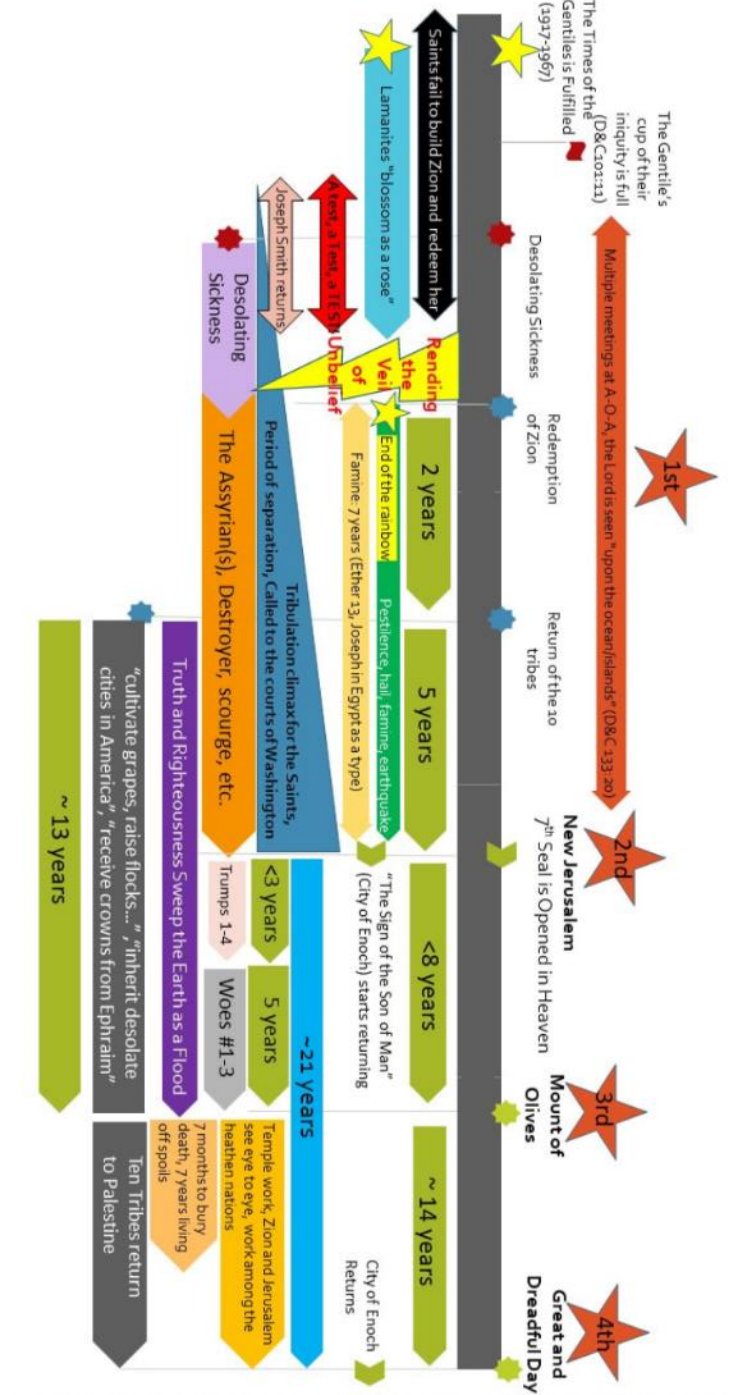 The Times of the
Gentiles is Fulfilled
(1917-1967)
The Gentile's
cup of their
iniquity is full
(D&C101:11)
1st
Multiple meetings at A-O-A, the Lord is seen "upon the ocean/islands" (D&C 133:20)
2nd
3rd
4th
Desolating Sickness
Redemption
of Zion
Return of the 10
tribes
New Jerusalem
7th Seal is Opened in Heaven
Mount of
Olives
Great and
Dreadful Day
Saints fail to build Zion and redeem her
Lamanites "blossom as a rose"
A test, a Test, a TEST!
Joseph Smith returns
Rending
the
Veil
of
Unbelief
2 years
5 years
<8 years
~ 14 years
End of the rainbow
Pestilence, hail, famine, earthquake
Famine: 7 years (Ether 13, Joseph in Egypt as a type)
"The Sign of the Son of Man"
(City of Enoch) starts returning
City of Enoch
Returns
Tribulation climax for the Saints,
Period of separation, Called to the courts of Washington
~21 years
<3 years
5 years
Temple work, Zion and Jerusalem
see eye to eye, work among the
heathen nations
Desolating
Sickness
The Assyrian(s), Destroyer, scourge, etc.
Trumps 1-4
Woes #1-3
Truth and Righteousness Sweep the Earth as a Flood
7 months to bury
death, 7 years living
off spoils
"cultivate grapes, raise flocks...", "inherit desolate
cities in America", "receive crowns from Ephraim"
Ten Tribes return
to Palestine
~ 13 years